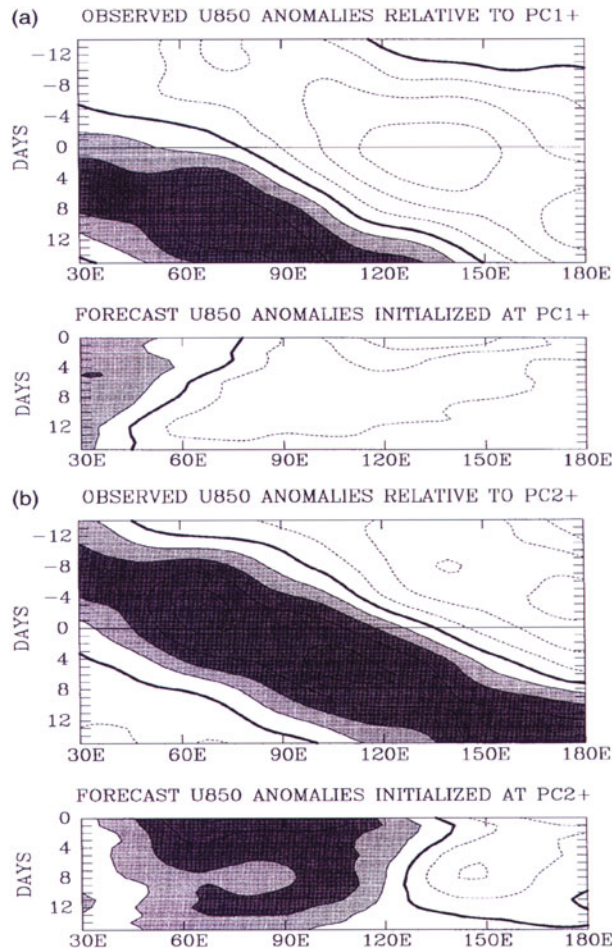 (a) OBSERVED U850 ANOMALIES RELATIVE TO PC1+
-12
-8
-4
0
4
8
12
DAYS
30E 60E 90E 120E 150E 180E
FORECAST U850 ANOMALIES INITIALIZED AT PC1+
0
4
8
12
DAYS
30E 60E 90E 120E 150E 180E
(b) OBSERVED U850 ANOMALIES RELATIVE TO PC2+
-12
-8
-4
0
4
8
12
DAYS
30E 60E 90E 120E 150E 180E
FORECAST U850 ANOMALIES INITIALIZED AT PC2+
0
4
8
12
DAYS
30E 60E 90E 120E 150E 180E